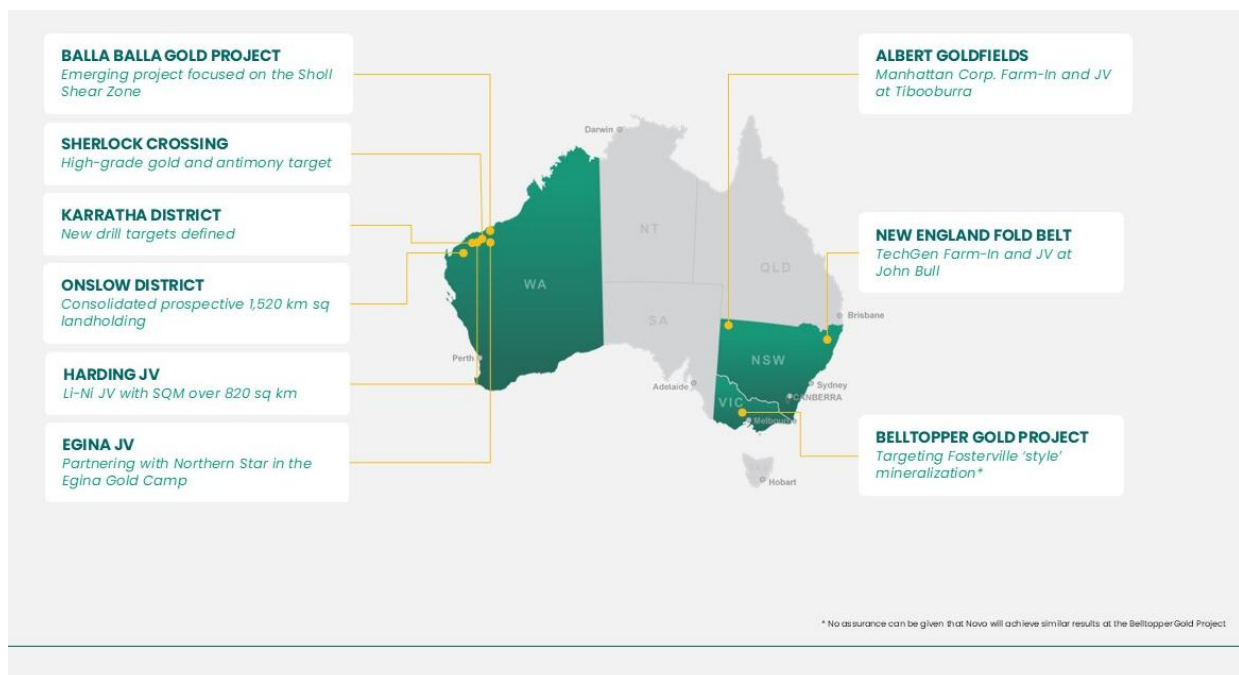 BALLA BALLA GOLD PROJECT
Emerging project focused on the Sholl
Shear Zone
SHERLOCK CROSSING
High-grade gold and antimony target
KARRATHA DISTRICT
New drill targets defined
ONSLOW DISTRICT
Consolidated prospective 1,520 km sq
landholding
HARDING JV
Li-Ni JV with SQM over 820 sq km
EGINA JV
Partnering with Northern Star in the
Egina Gold Camp
Darwin
NT
QLD
WA
SA
Brisbane
Perth
NSW
Adelaide
Sydney
CANBERRA
VIC
Melbourne
Hobart
ALBERT GOLDFIELDS
Manhattan Corp. Farm-In and JV
at Tibooburra
NEW ENGLAND FOLD BELT
TechGen Farm-In and JV at
John Bull
BELLTOPPER GOLD PROJECT
Targeting Fosterville ‘style’
mineralization*
* No assurance can be given that Novo will achieve similar results at the Belltopper Gold Project